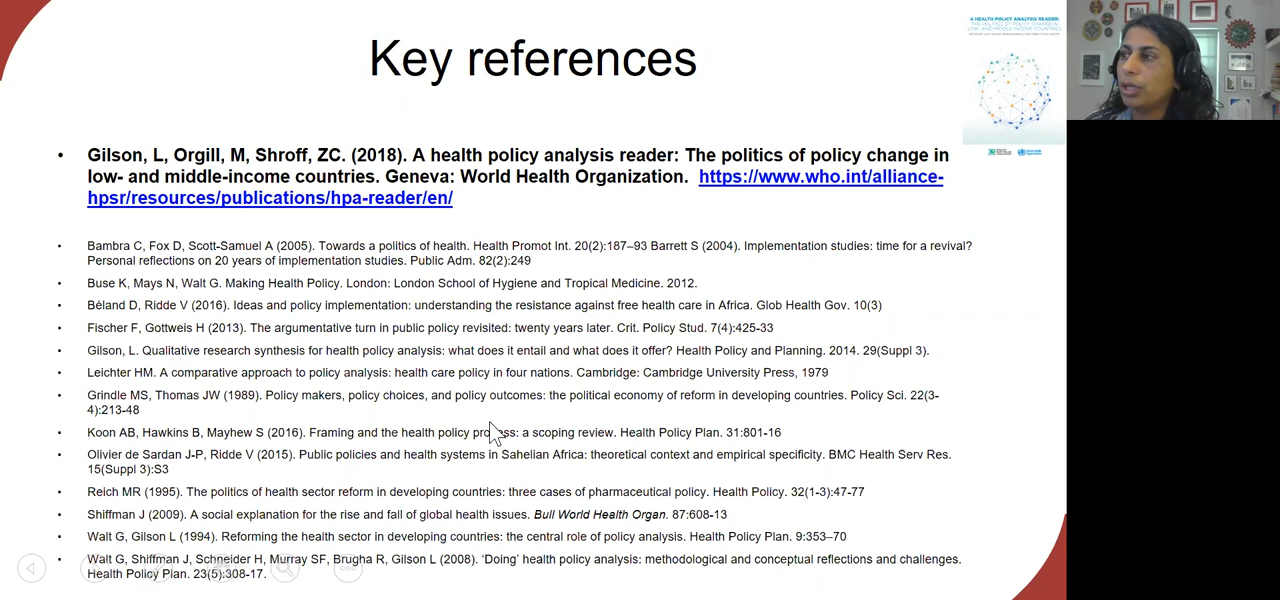 A HEALTH POLICY ANALYSIS READER:
THE POLITICS OF POLICY CHANGE IN
LOW- AND MIDDLE-INCOME COUNTRIES
Key references
• Gilson, L, Orgill, M, Shroff, ZC. (2018). A health policy analysis reader: The politics of policy change in
low- and middle-income countries. Geneva: World Health Organization. https://www.who.int/alliance-
hpsr/resources/publications/hpa-reader/en/
• Bambra C, Fox D, Scott-Samuel A (2005). Towards a politics of health. Health Promot Int. 20(2):187–93 Barrett S (2004). Implementation studies: time for a revival?
Personal reflections on 20 years of implementation studies. Public Adm. 82(2):249
• Buse K, Mays N, Walt G. Making Health Policy. London: London School of Hygiene and Tropical Medicine. 2012.
• Béland D, Ridde V (2016). Ideas and policy implementation: understanding the resistance against free health care in Africa. Glob Health Gov. 10(3)
• Fischer F, Gottweis H (2013). The argumentative turn in public policy revisited: twenty years later. Crit. Policy Stud. 7(4):425-33
• Gilson, L. Qualitative research synthesis for health policy analysis: what does it entail and what does it offer? Health Policy and Planning. 2014. 29(Suppl 3).
• Leichter HM. A comparative approach to policy analysis: health care policy in four nations. Cambridge: Cambridge University Press, 1979
• Grindle MS, Thomas JW (1989). Policy makers, policy choices, and policy outcomes: the political economy of reform in developing countries. Policy Sci. 22(3-
4):213-48
• Koon AB, Hawkins B, Mayhew S (2016). Framing and the health policy process: a scoping review. Health Policy Plan. 31:801-16
• Olivier de Sardan J-P, Ridde V (2015). Public policies and health systems in Sahelian Africa: theoretical context and empirical specificity. BMC Health Serv Res.
15(Suppl 3):S3
• Reich MR (1995). The politics of health sector reform in developing countries: three cases of pharmaceutical policy. Health Policy. 32(1-3):47-77
• Shiffman J (2009). A social explanation for the rise and fall of global health issues. Bull World Health Organ. 87:608-13
• Walt G, Gilson L (1994). Reforming the health sector in developing countries: the central role of policy analysis. Health Policy Plan. 9:353–70
• Walt G, Shiffman J, Schneider H, Murray SF, Brugha R, Gilson L (2008). ‘Doing’ health policy analysis: methodological and conceptual reflections and challenges.
Health Policy Plan. 23(5):308-17.